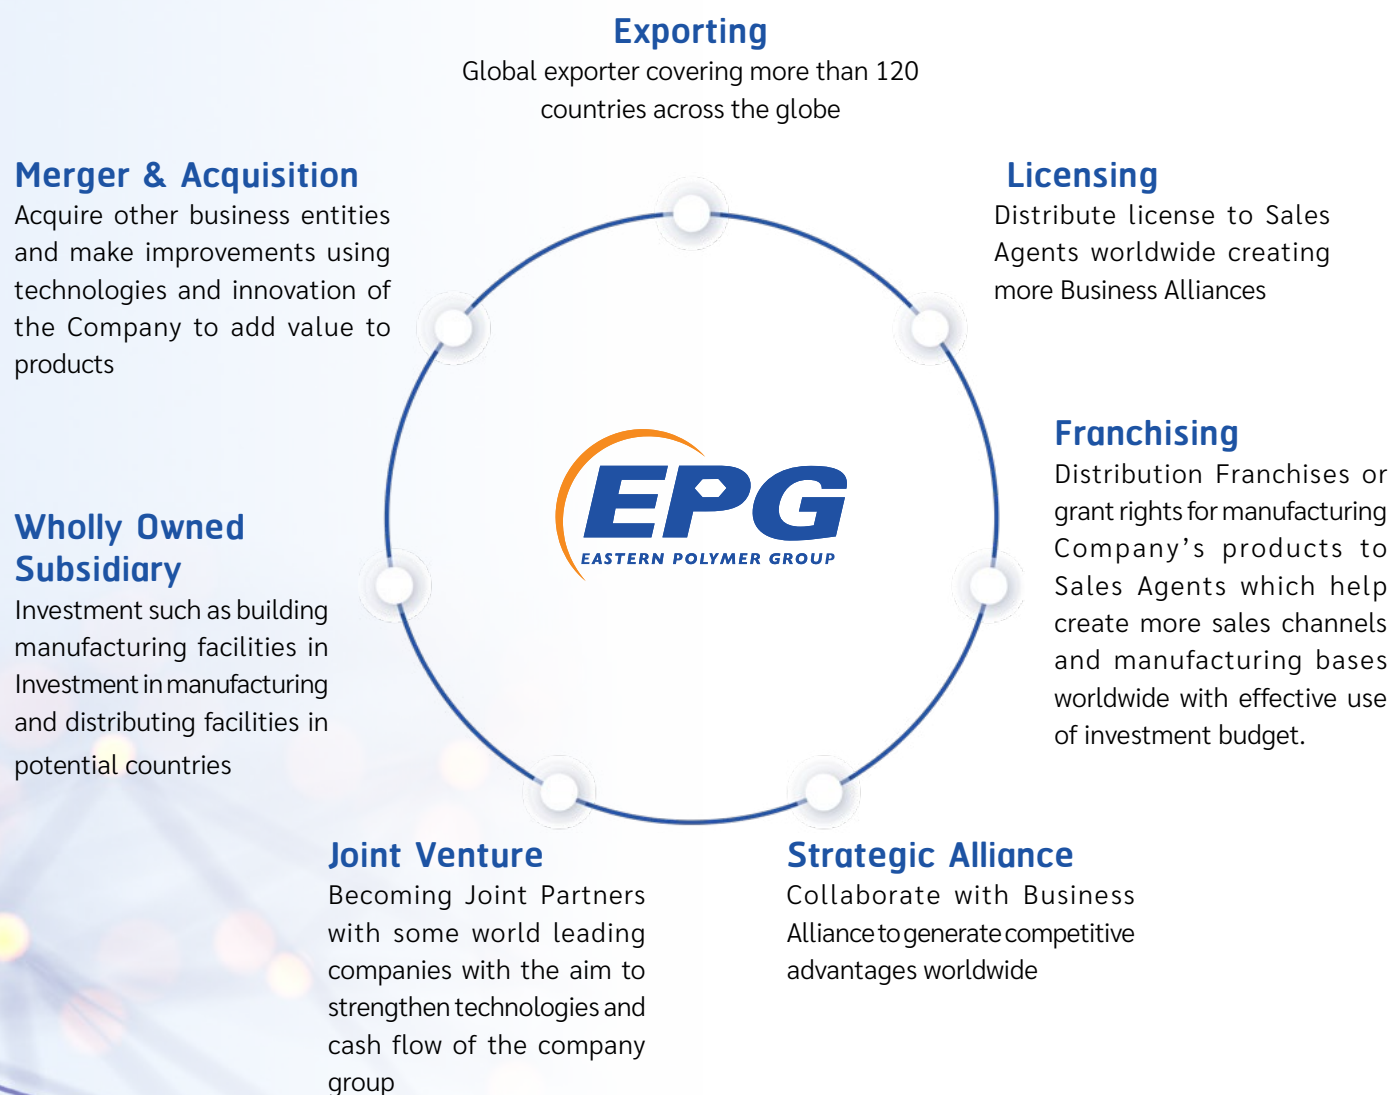 Exporting
Global exporter covering more than 120
countries across the globe
Merger & Acquisition
Acquire other business entities
and make improvements using
technologies and innovation of
the Company to add value to
products
Licensing
Distribute license to Sales
Agents worldwide creating
more Business Alliances
Franchising
Distribution Franchises or
grant rights for manufacturing
Company's products to
Sales Agents which help
create more sales channels
and manufacturing bases
worldwide with effective use
of investment budget.
EPG
EASTERN POLYMER GROUP
Wholly Owned
Subsidiary
Investment such as building
manufacturing facilities in
Investment in manufacturing
and distributing facilities in
potential countries
Joint Venture
Becoming Joint Partners
with some world leading
companies with the aim to
strengthen technologies and
cash flow of the company
group
Strategic Alliance
Collaborate with Business
Alliance to generate competitive
advantages worldwide